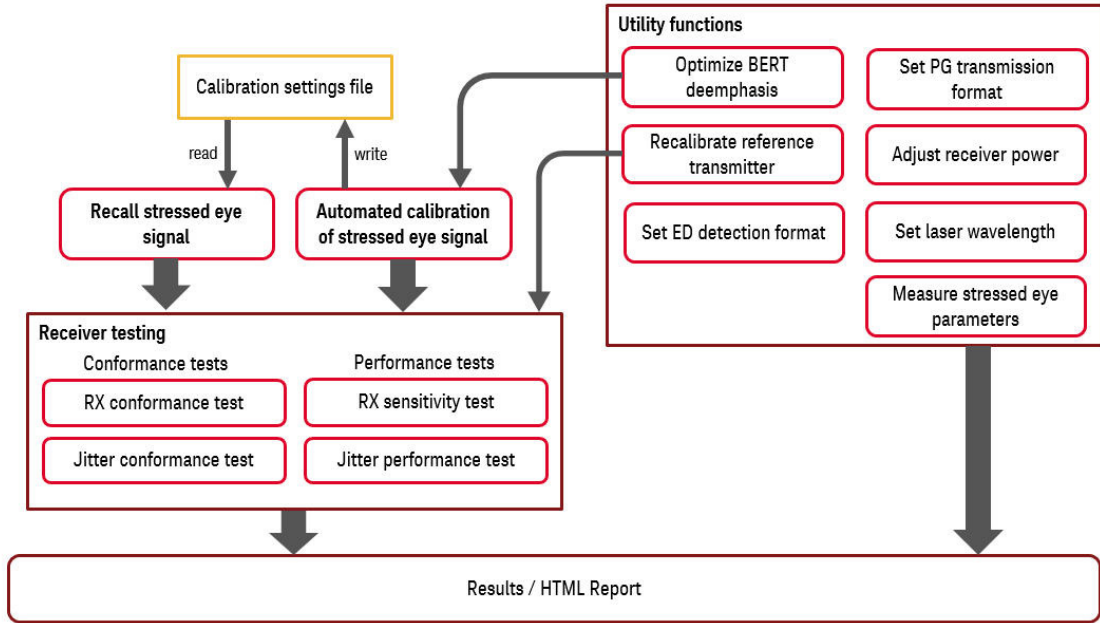 Utility functions
Optimize BERT
deemphasis
Set PG transmission
format
Calibration settings file
read
write
Recalibrate reference
transmitter
Adjust receiver power
Recall stressed eye
signal
Automated calibration
of stressed eye signal
Set ED detection format
Set laser wavelength
Measure stressed eye
parameters
Receiver testing
Conformance tests
Performance tests
RX conformance test
RX sensitivity test
Jitter conformance test
Jitter performance test
Results / HTML Report